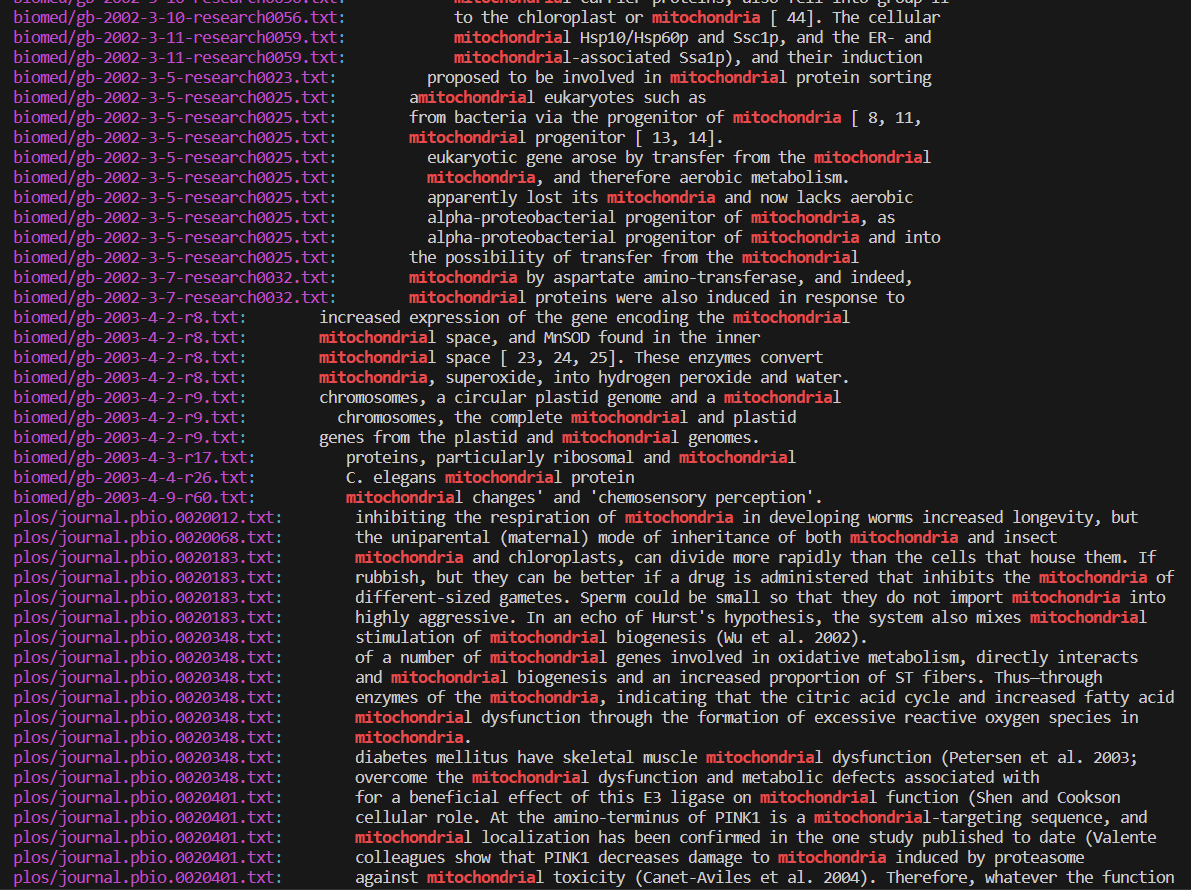 biomed/gb-2002-3-10-research0056.txt: mitochondrial carrier proteins, also fell into group II
biomed/gb-2002-3-10-research0056.txt: to the chloroplast or mitochondria [ 44]. The cellular
biomed/gb-2002-3-11-research0059.txt: mitochondrial Hsp10/Hsp60p and Ssc1p, and the ER- and
biomed/gb-2002-3-11-research0059.txt: mitochondrial-associated Ssa1p), and their induction
biomed/gb-2002-3-5-research0023.txt: proposed to be involved in mitochondrial protein sorting
biomed/gb-2002-3-5-research0025.txt: amitochondrial eukaryotes such as
biomed/gb-2002-3-5-research0025.txt: from bacteria via the progenitor of mitochondria [ 8, 11,
biomed/gb-2002-3-5-research0025.txt: mitochondrial progenitor [ 13, 14].
biomed/gb-2002-3-5-research0025.txt: eukaryotic gene arose by transfer from the mitochondrial
biomed/gb-2002-3-5-research0025.txt: mitochondria, and therefore aerobic metabolism.
biomed/gb-2002-3-5-research0025.txt: apparently lost its mitochondria and now lacks aerobic
biomed/gb-2002-3-5-research0025.txt: alpha-proteobacterial progenitor of mitochondria, as
biomed/gb-2002-3-5-research0025.txt: alpha-proteobacterial progenitor of mitochondria and into
biomed/gb-2002-3-5-research0025.txt: the possibility of transfer from the mitochondrial
biomed/gb-2002-3-7-research0032.txt: mitochondria by aspartate amino-transferase, and indeed,
biomed/gb-2002-3-7-research0032.txt: mitochondrial proteins were also induced in response to
biomed/gb-2003-4-2-r8.txt: increased expression of the gene encoding the mitochondrial
biomed/gb-2003-4-2-r8.txt: mitochondrial space, and MnSOD found in the inner
biomed/gb-2003-4-2-r8.txt: mitochondrial space [ 23, 24, 25]. These enzymes convert
biomed/gb-2003-4-2-r8.txt: mitochondria, superoxide, into hydrogen peroxide and water.
biomed/gb-2003-4-2-r9.txt: chromosomes, a circular plastid genome and a mitochondrial
biomed/gb-2003-4-2-r9.txt: chromosomes, the complete mitochondrial and plastid
biomed/gb-2003-4-2-r9.txt: genes from the plastid and mitochondrial genomes.
biomed/gb-2003-4-3-r17.txt: proteins, particularly ribosomal and mitochondrial
biomed/gb-2003-4-4-r26.txt: C. elegans mitochondrial protein
biomed/gb-2003-4-9-r60.txt: mitochondrial changes' and 'chemosensory perception'.
plos/journal.pbio.0020012.txt: inhibiting the respiration of mitochondria in developing worms increased longevity, but
plos/journal.pbio.0020068.txt: the uniparental (maternal) mode of inheritance of both mitochondria and insect
plos/journal.pbio.0020183.txt: mitochondria and chloroplasts, can divide more rapidly than the cells that house them. If
plos/journal.pbio.0020183.txt: rubbish, but they can be better if a drug is administered that inhibits the mitochondria of
plos/journal.pbio.0020183.txt: different-sized gametes. Sperm could be small so that they do not import mitochondria into
plos/journal.pbio.0020183.txt: highly aggressive. In an echo of Hurst's hypothesis, the system also mixes mitochondrial
plos/journal.pbio.0020348.txt: stimulation of mitochondrial biogenesis (Wu et al. 2002).
plos/journal.pbio.0020348.txt: of a number of mitochondrial genes involved in oxidative metabolism, directly interacts
plos/journal.pbio.0020348.txt: and mitochondrial biogenesis and an increased proportion of ST fibers. Thus—through
plos/journal.pbio.0020348.txt: enzymes of the mitochondria, indicating that the citric acid cycle and increased fatty acid
plos/journal.pbio.0020348.txt: mitochondrial dysfunction through the formation of excessive reactive oxygen species in
plos/journal.pbio.0020348.txt: mitochondria.
plos/journal.pbio.0020348.txt: diabetes mellitus have skeletal muscle mitochondrial dysfunction (Petersen et al. 2003;
plos/journal.pbio.0020348.txt: overcome the mitochondrial dysfunction and metabolic defects associated with
plos/journal.pbio.0020401.txt: for a beneficial effect of this E3 ligase on mitochondrial function (Shen and Cookson
plos/journal.pbio.0020401.txt: cellular role. At the amino-terminus of PINK1 is a mitochondrial-targeting sequence, and
plos/journal.pbio.0020401.txt: mitochondrial localization has been confirmed in the one study published to date (Valente
plos/journal.pbio.0020401.txt: colleagues show that PINK1 decreases damage to mitochondria induced by proteasome
plos/journal.pbio.0020401.txt: against mitochondrial toxicity (Canet-Aviles et al. 2004). Therefore, whatever the function